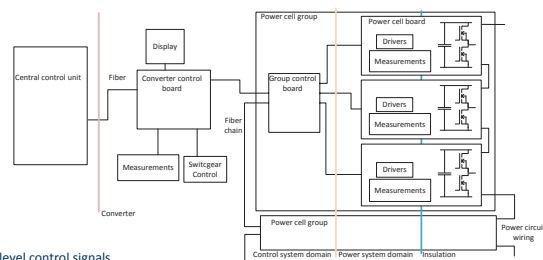 Power cell group
Power cell board
Display
Drivers
Central control unit
Fiber
Converter control
board
Group control
board
Measurements
Drivers
Measurements
Fiber
chain
Measurements
Switcgear
Control
Drivers
Measurements
Converter
Power cell group
Power circui
wiring
Control system domain
Power system domain
Insulation
level control signals